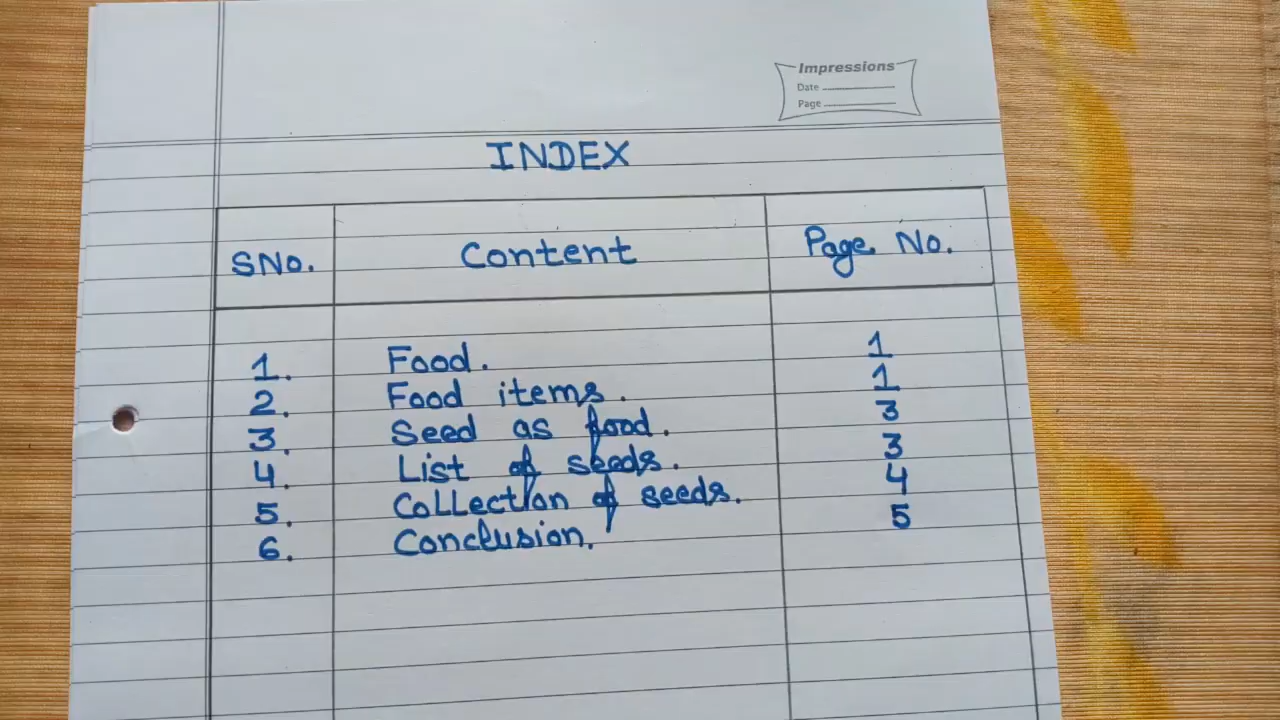 Impressions
Date
Page
INDEX
SNo. Content Page No.
1. Food. 1
2. Food items. 1
3. Seed as food. 3
4. List of seeds. 3
5. Collection of seeds. 4
6. Conclusion. 5